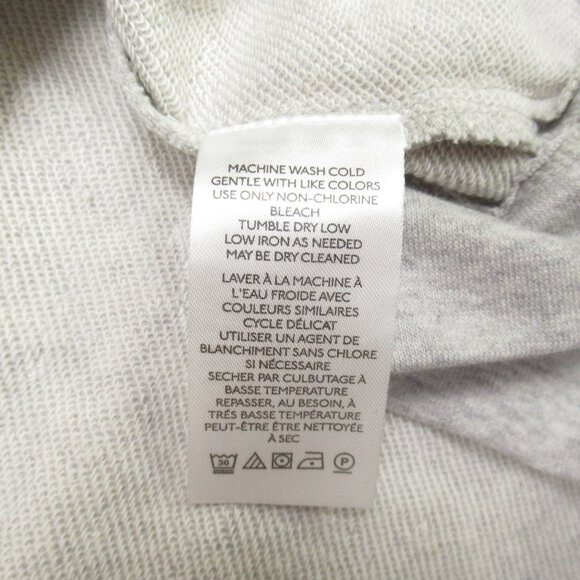 MACHINE WASH COLD
GENTLE WITH LIKE COLORS
USE ONLY NON-CHLORINE
BLEACH
TUMBLE DRY LOW
LOW IRON AS NEEDED
MAY BE DRY CLEANED
LAVER À LA MACHINE À
L'EAU FROIDE AVEC
COULEURS SIMILAIRES
CYCLE DÉLICAT
UTILISER UN AGENT DE
BLANCHIMENT SANS CHLORE
SI NÉCESSAIRE
SECHER PAR CULBUTAGE À
BASSE TEMPERATURE
REPASSER, AU BESOIN, À
TRÉS BASSE TEMPÉRATURE
PEUT-ÊTRE ÊTRE NETTOYÉE
À SEC
30 P